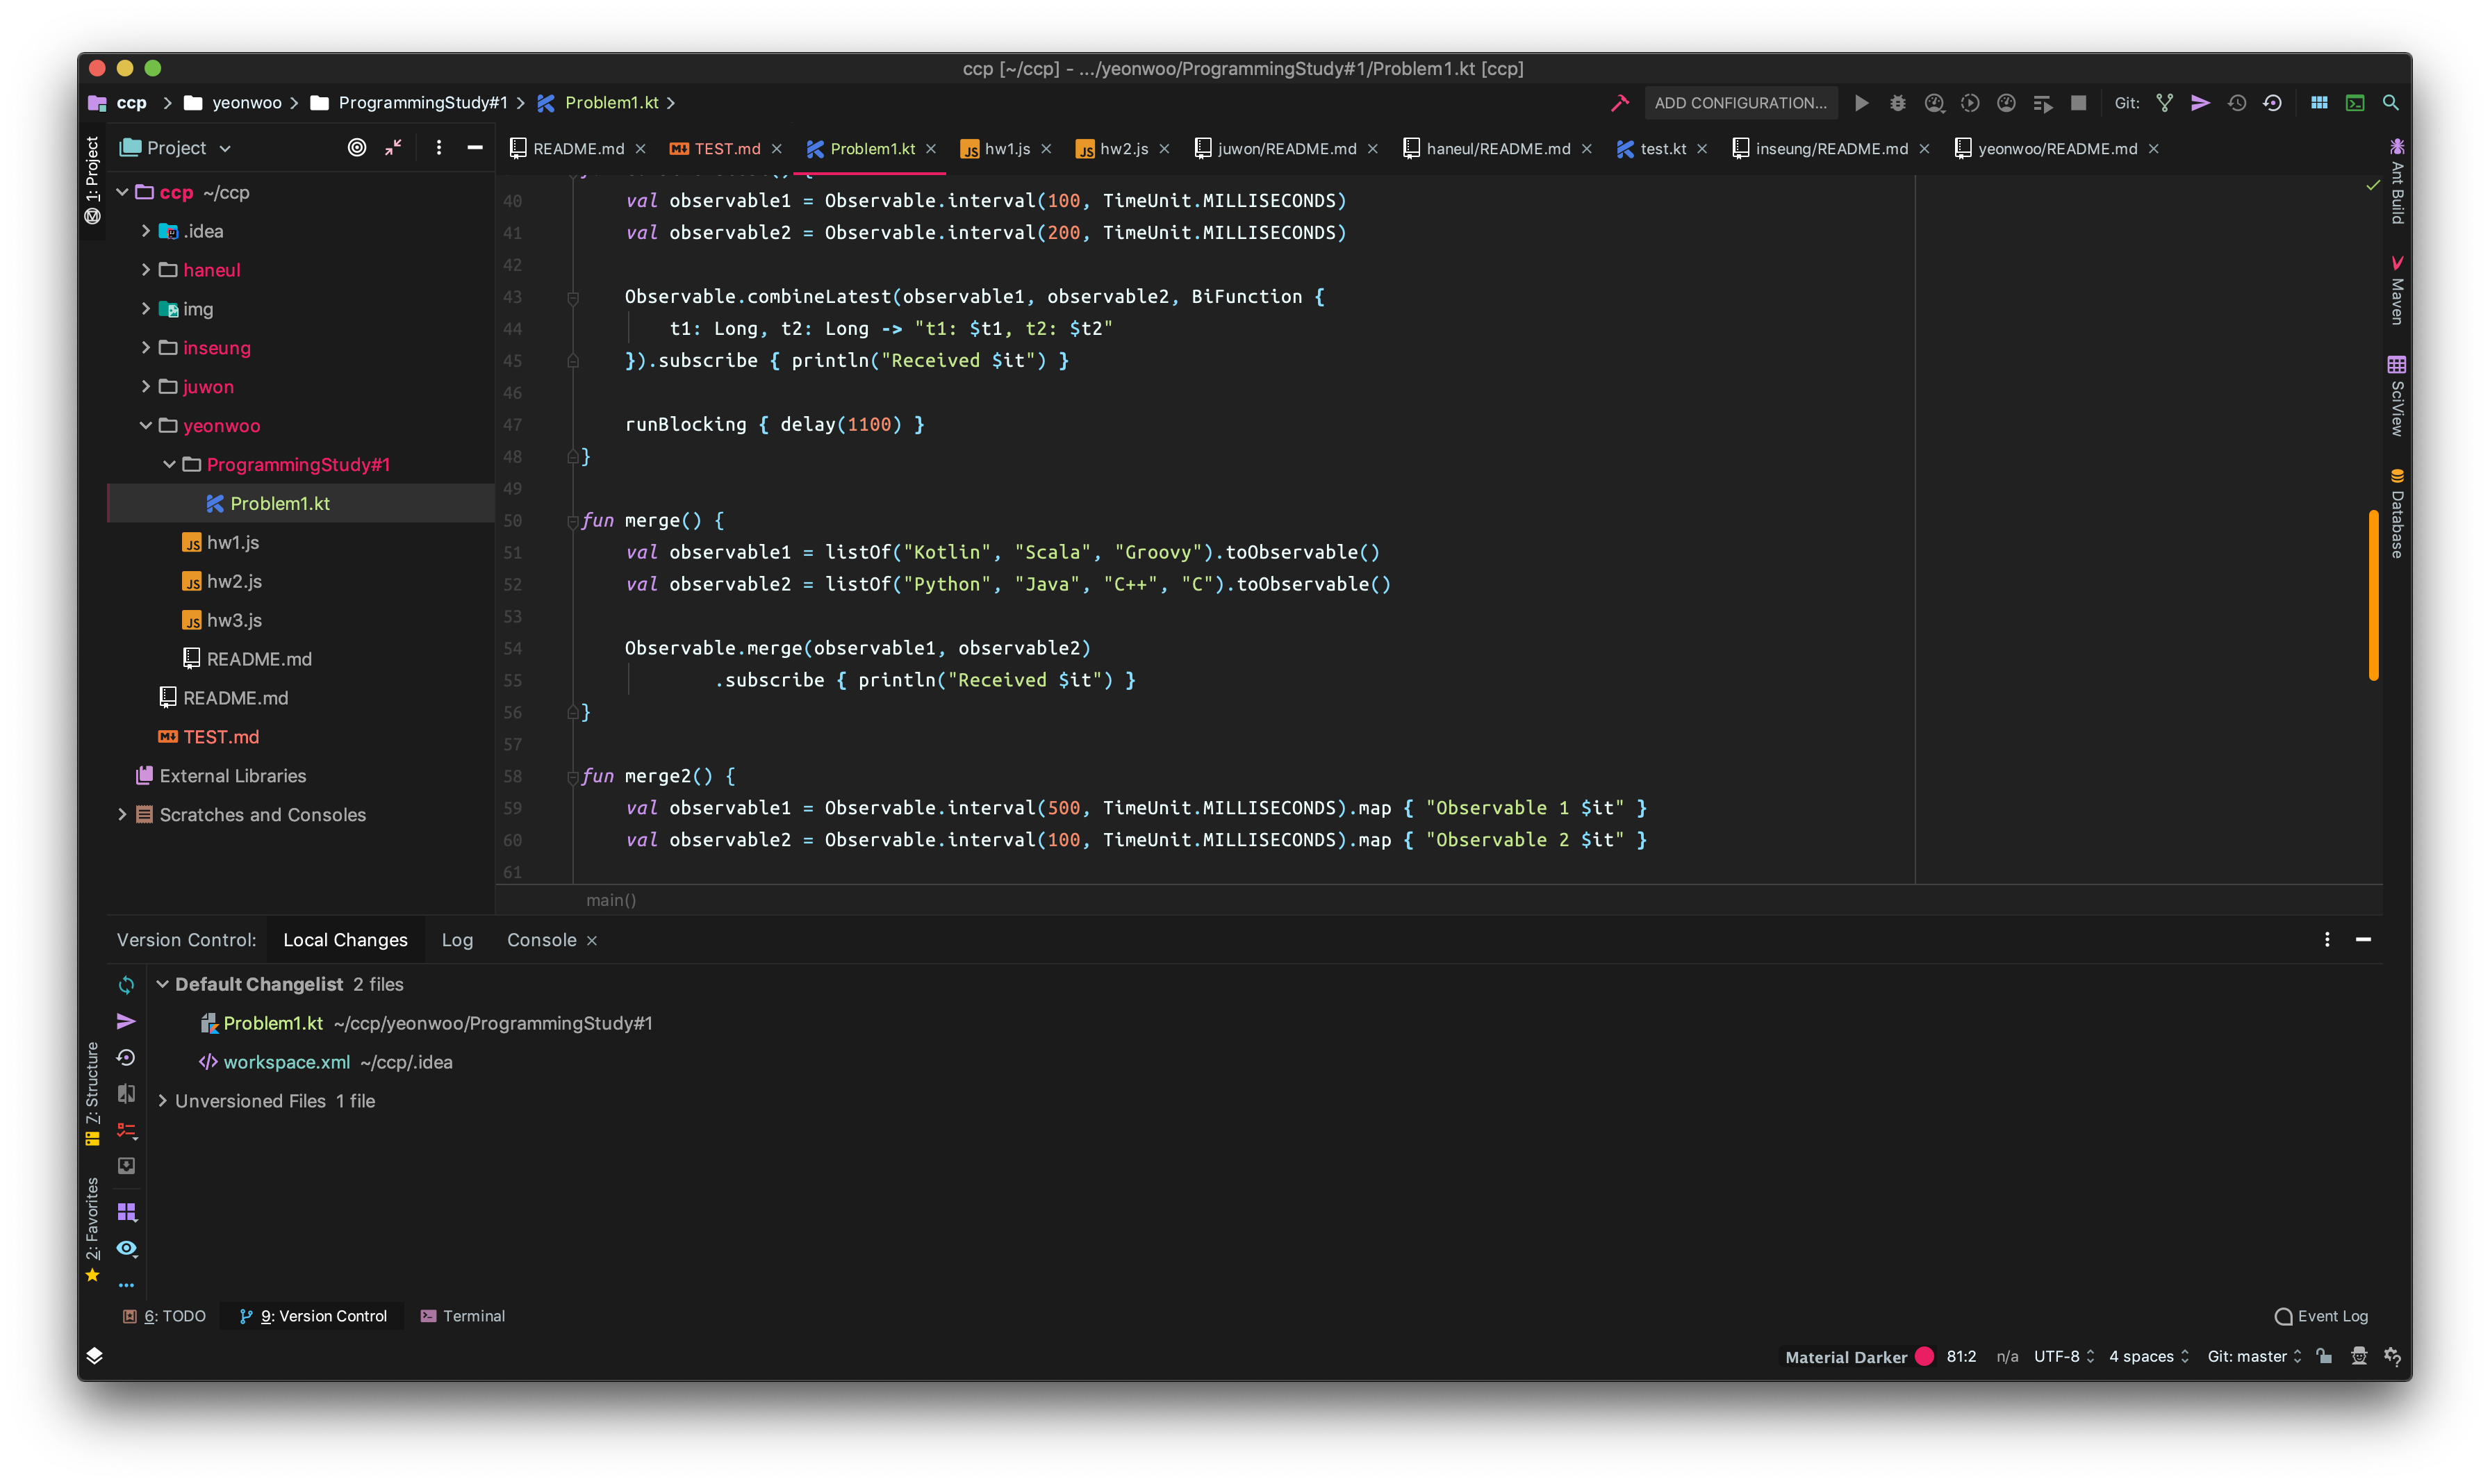 ccp [~/ccp] - .../yeonwoo/ProgrammingStudy#1/Problem1.kt [ccp]
ccp yeonwoo ProgrammingStudy#1 Problem1.kt
ADD CONFIGURATION...
Git:
1: Project
Project
README.md
TEST.md
Problem1.kt
hw1.js
hw2.js
juwon/README.md
haneul/README.md
test.kt
inseung/README.md
yeonwoo/README.md
ccp ~/ccp
.idea
haneul
img
inseung
juwon
yeonwoo
ProgrammingStudy#1
Problem1.kt
hw1.js
hw2.js
hw3.js
README.md
README.md
TEST.md
External Libraries
Scratches and Consoles
40 val observable1 = Observable.interval(100, TimeUnit.MILLISECONDS)
41 val observable2 = Observable.interval(200, TimeUnit.MILLISECONDS)
42
43 Observable.combineLatest(observable1, observable2, BiFunction {
44 t1: Long, t2: Long -> "t1: $t1, t2: $t2"
45 }).subscribe { println("Received $it") }
46
47 runBlocking { delay(1100) }
48 }
49
50 fun merge() {
51 val observable1 = listOf("Kotlin", "Scala", "Groovy").toObservable()
52 val observable2 = listOf("Python", "Java", "C++", "C").toObservable()
53
54 Observable.merge(observable1, observable2)
55 .subscribe { println("Received $it") }
56 }
57
58 fun merge2() {
59 val observable1 = Observable.interval(500, TimeUnit.MILLISECONDS).map { "Observable 1 $it" }
60 val observable2 = Observable.interval(100, TimeUnit.MILLISECONDS).map { "Observable 2 $it" }
61
main()
Ant Build
Maven
SciView
Database
Version Control: Local Changes Log Console
Default Changelist 2 files
Problem1.kt ~/ccp/yeonwoo/ProgrammingStudy#1
workspace.xml ~/ccp/.idea
Unversioned Files 1 file
7: Structure
2: Favorites
6: TODO
9: Version Control
Terminal
Event Log
Material Darker 81:2 n/a UTF-8 4 spaces Git: master